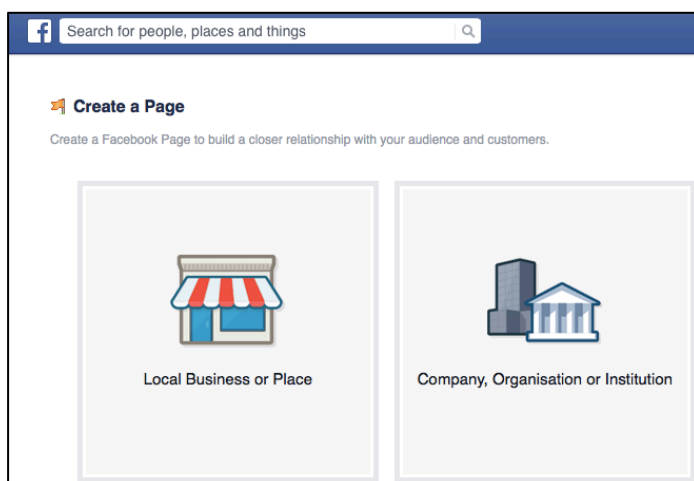 f Search for people, places and things
Create a Page
Create a Facebook Page to build a closer relationship with your audience and customers.
Local Business or Place
Company, Organisation or Institution